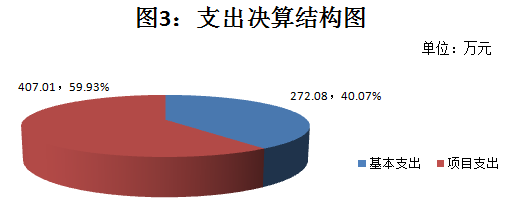 图3：支出决算结构图
单位：万元
407.01，59.93%
272.08，40.07%
基本支出
项目支出